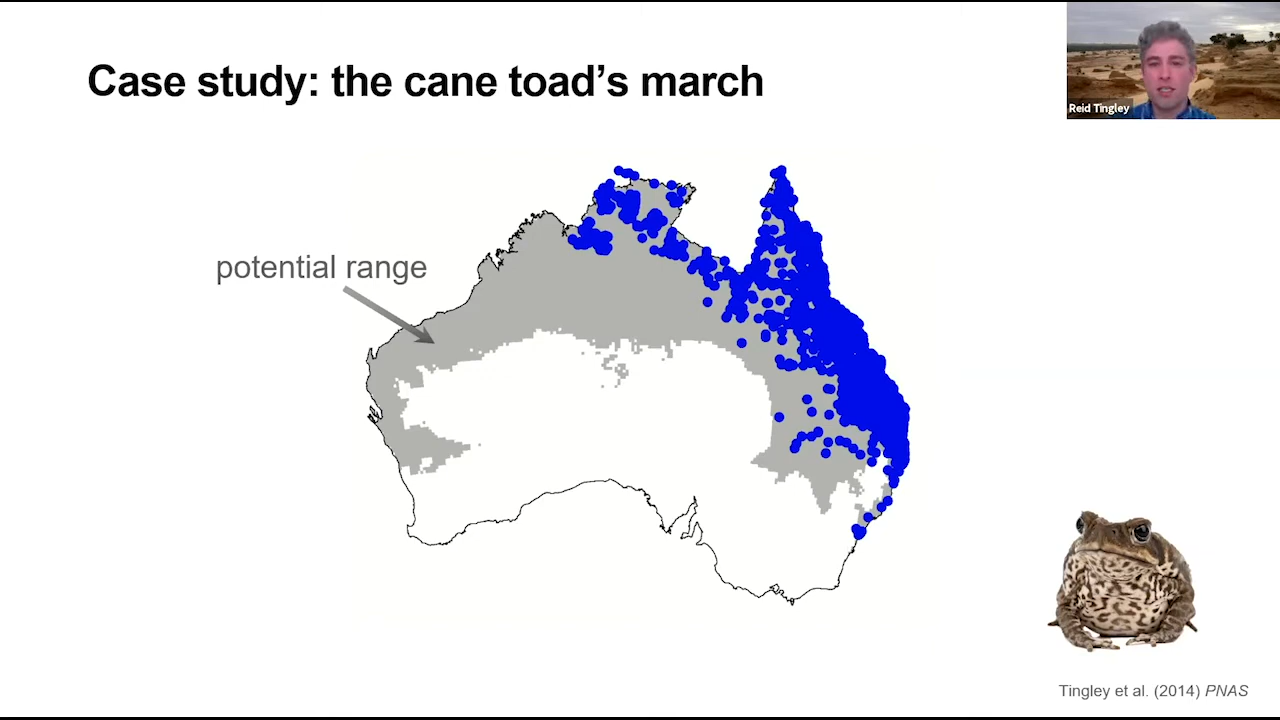 Case study: the cane toad’s march
Reid Tingley
potential range
Tingley et al. (2014) PNAS